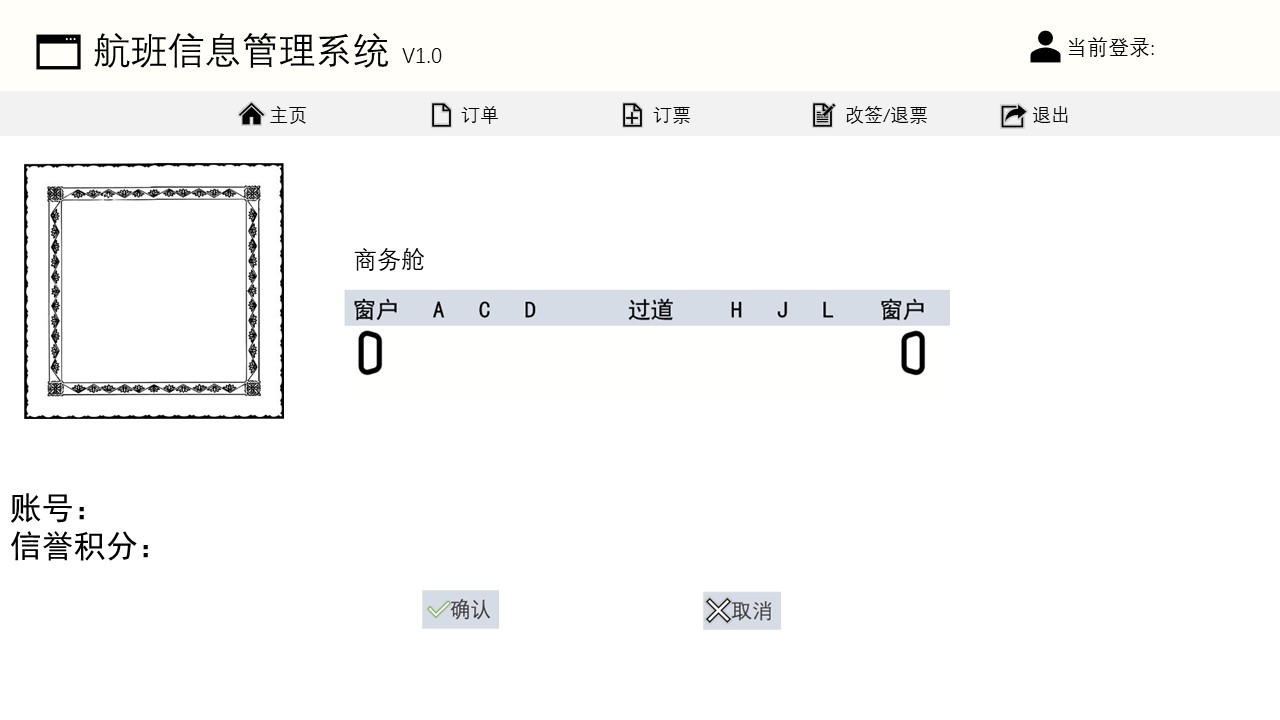 航班信息管理系统 V1.0
当前登录:
主页 订单 订票 改签/退票 退出
商务舱
窗户 A C D 过道 H J L 窗户
账号：
信誉积分：
确认 取消